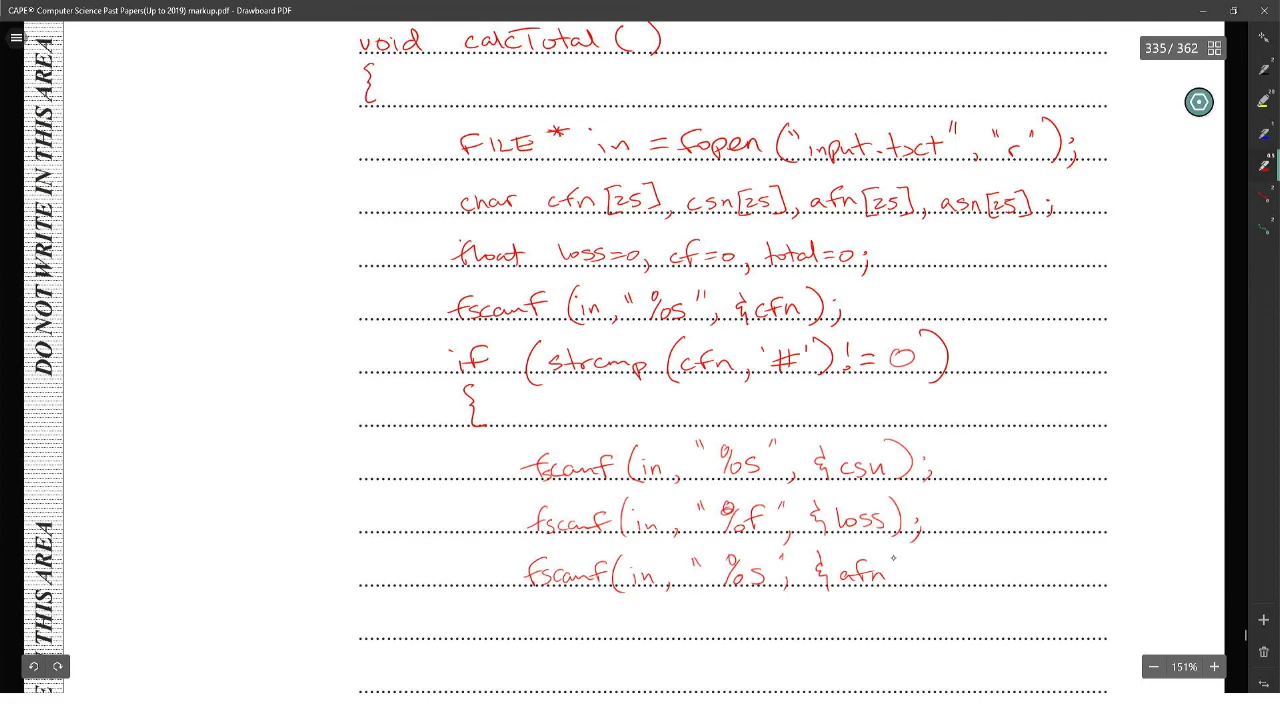 CAPE® Computer Science Past Papers(Up to 2019) markup.pdf - Drawboard PDF
335 / 362
DO NOT WRITE IN THIS AREA
THIS AREA
void calcTotal ( )
{
FILE * in = fopen ("input.txt", "r");
char cfn[25], csn[25], afn[25], asn[25];
float loss=0, cf=0, total=0;
fscanf (in, "%s", &cfn);
if (strcmp (cfn, '#') != 0)
{
fscanf (in, "%s", &csn);
fscanf (in, "%f", &loss);
fscanf (in, "%s", &afn
151%